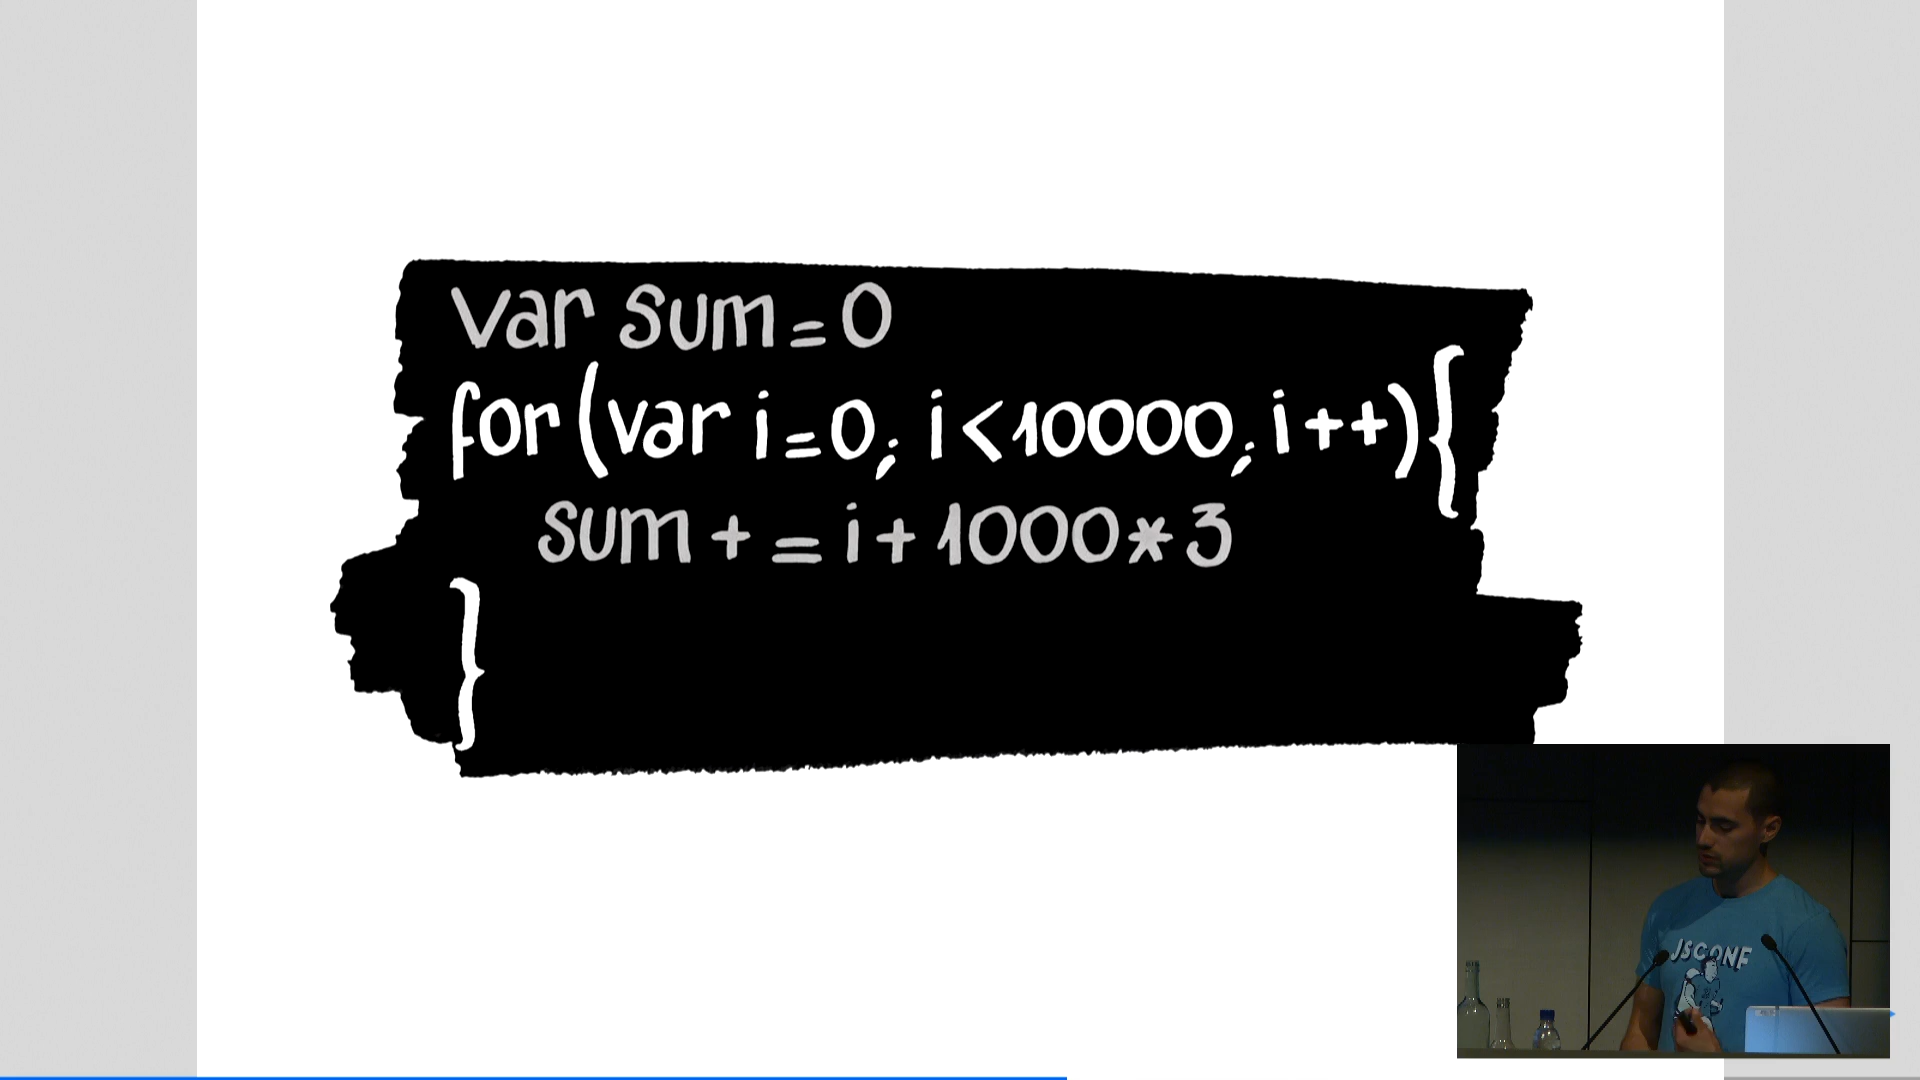 var sum = 0
for (var i = 0; i < 10000; i++) {
sum + = i + 1000 * 3
}
JSCONF